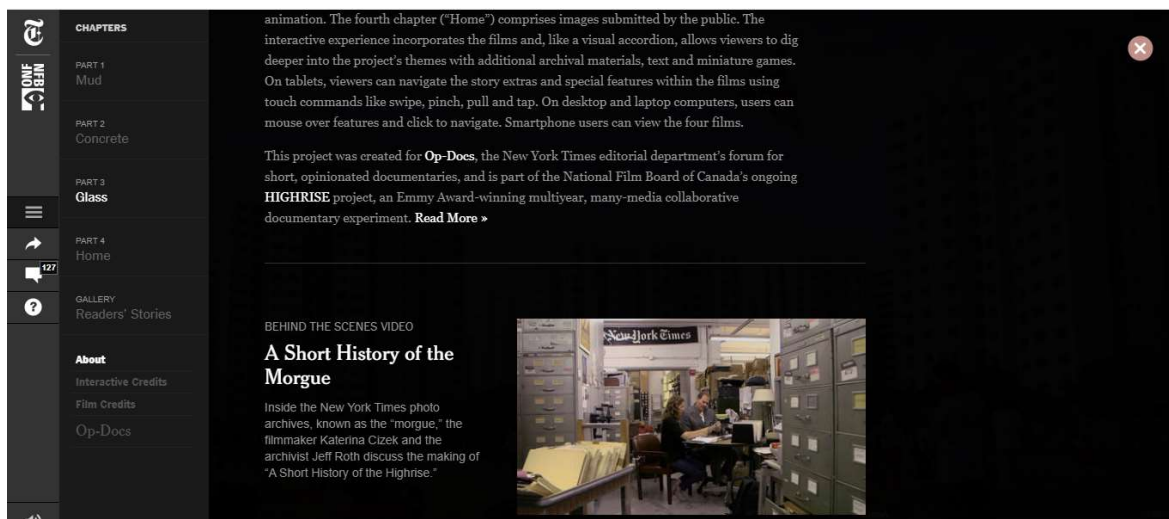 CHAPTERS
PART 1
Mud
PART 2
Concrete
PART 3
Glass
PART 4
Home
GALLERY
Readers' Stories
About
Interactive Credits
Film Credits
Op-Docs
T
ONF
NFB
127
?
animation. The fourth chapter (“Home”) comprises images submitted by the public. The
interactive experience incorporates the films and, like a visual accordion, allows viewers to dig
deeper into the project’s themes with additional archival materials, text and miniature games.
On tablets, viewers can navigate the story extras and special features within the films using
touch commands like swipe, pinch, pull and tap. On desktop and laptop computers, users can
mouse over features and click to navigate. Smartphone users can view the four films.
This project was created for Op-Docs, the New York Times editorial department’s forum for
short, opinionated documentaries, and is part of the National Film Board of Canada’s ongoing
HIGHRISE project, an Emmy Award-winning multiyear, many-media collaborative
documentary experiment. Read More »
BEHIND THE SCENES VIDEO
A Short History of the
Morgue
Inside the New York Times photo
archives, known as the “morgue,” the
filmmaker Katerina Cizek and the
archivist Jeff Roth discuss the making of
“A Short History of the Highrise.”
New York Times